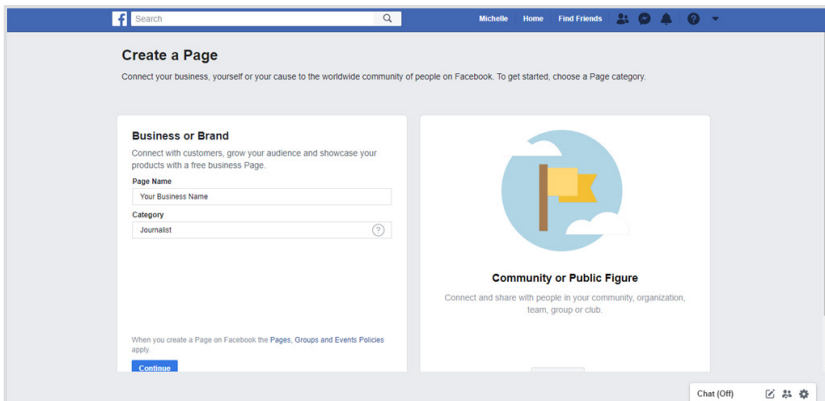 f Search Michelle Home Find Friends
Create a Page
Connect your business, yourself or your cause to the worldwide community of people on Facebook. To get started, choose a Page category.
Business or Brand
Connect with customers, grow your audience and showcase your
products with a free business Page.
Page Name
Your Business Name
Category
Journalist ?
When you create a Page on Facebook the Pages, Groups and Events Policies
apply
Continue
Community or Public Figure
Connect and share with people in your community, organization,
team, group or club.
Chat (Off)